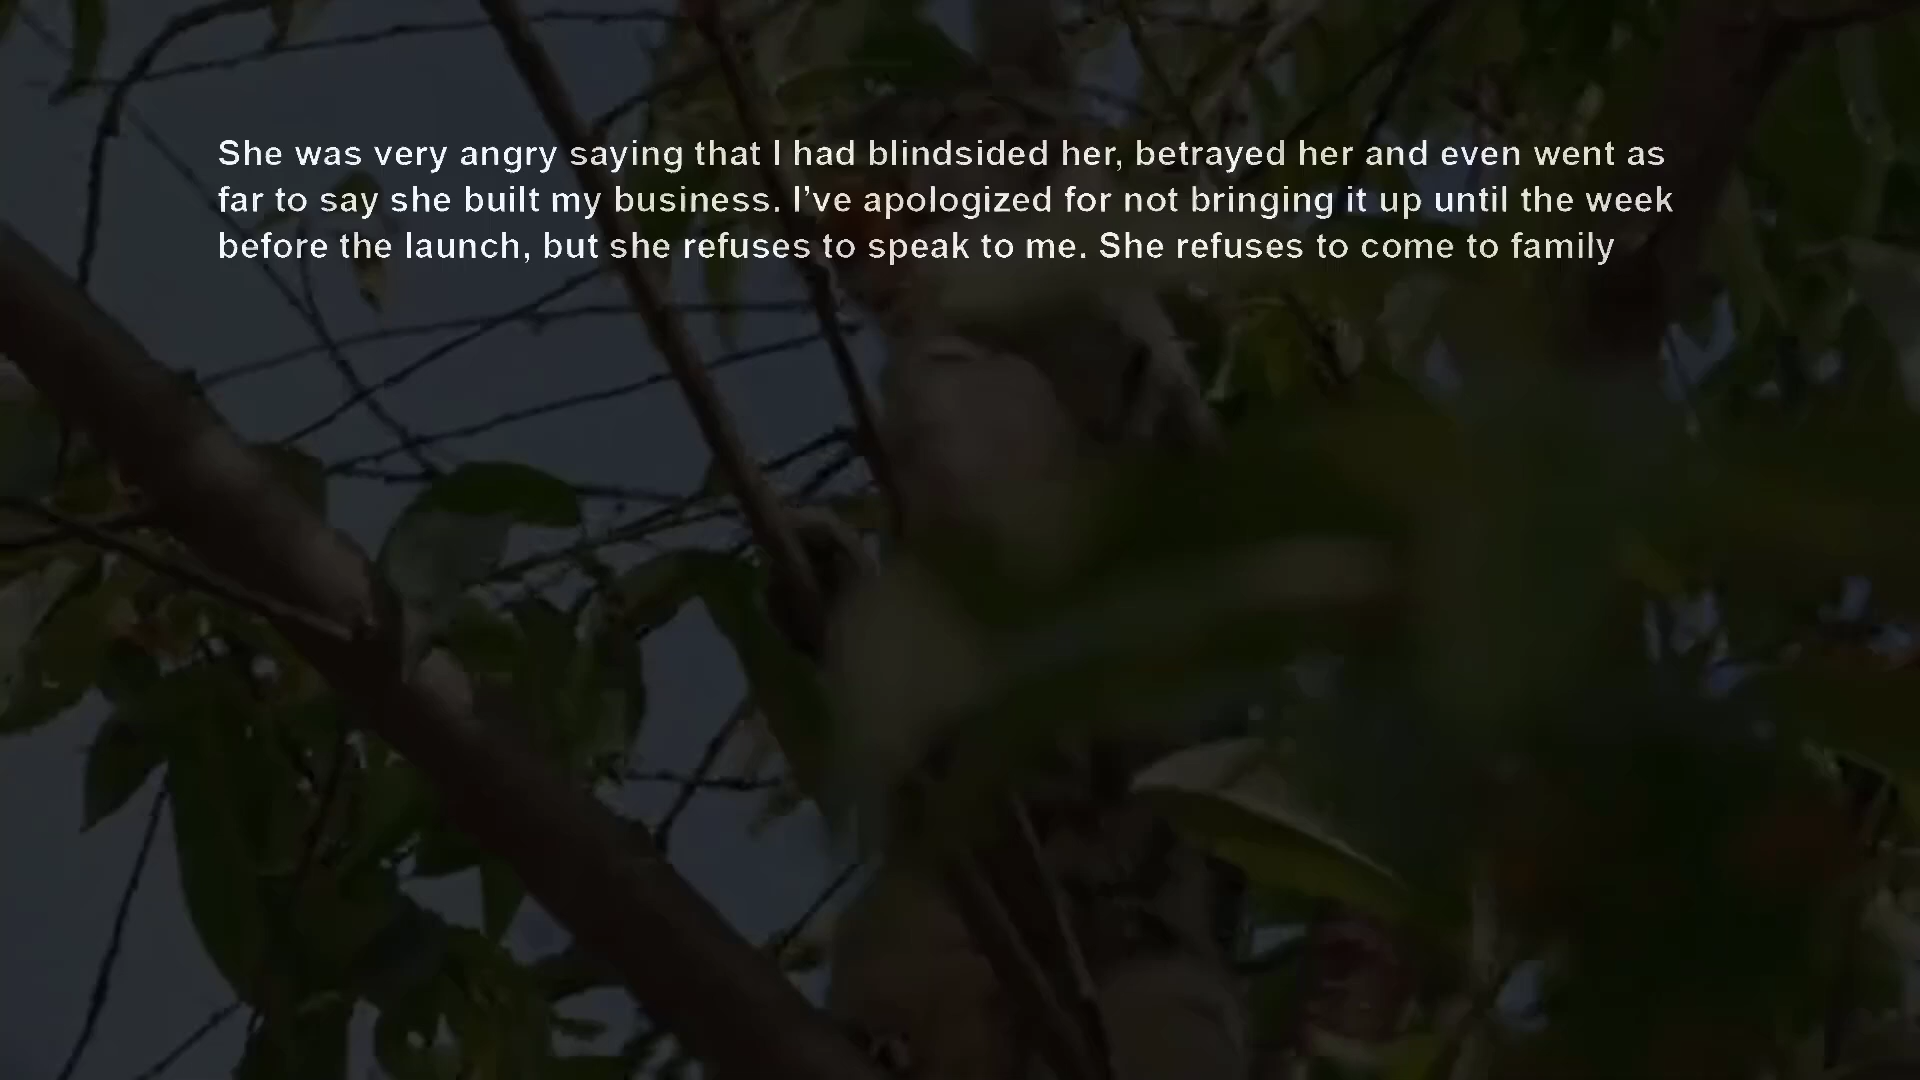 She was very angry saying that I had blindsided her, betrayed her and even went as
far to say she built my business. I’ve apologized for not bringing it up until the week
before the launch, but she refuses to speak to me. She refuses to come to family